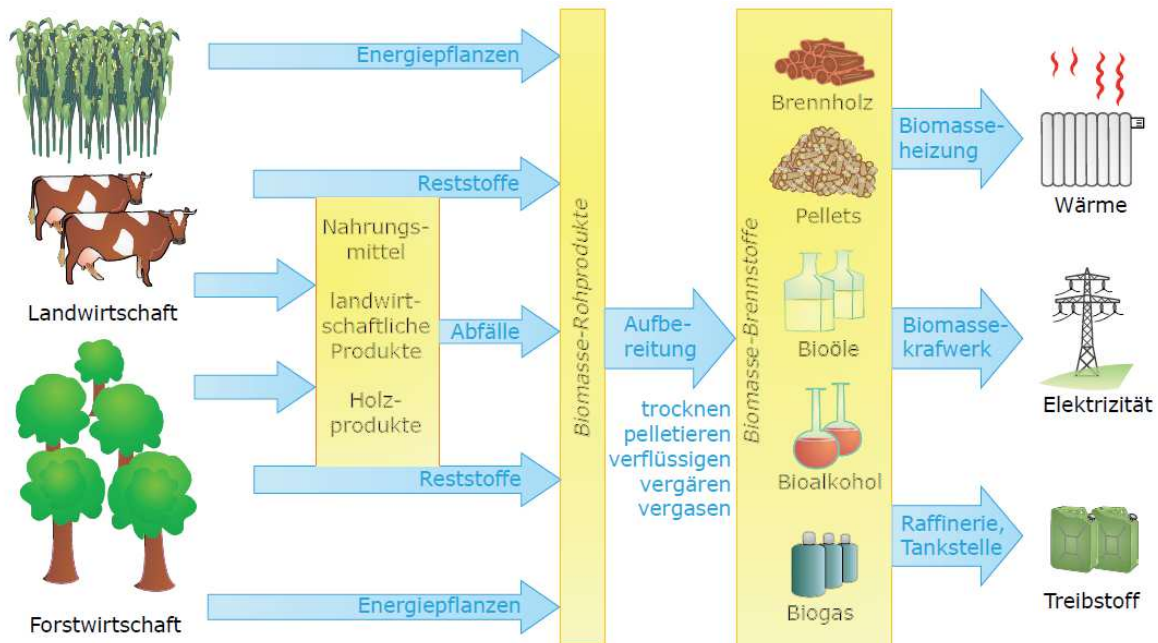 Energiepflanzen
Reststoffe
Landwirtschaft
Nahrungs-
mittel
landwirt-
schaftliche
Produkte
Holz-
produkte
Abfälle
Reststoffe
Energiepflanzen
Forstwirtschaft
Biomasse-Rohprodukte
Aufbe-
reitung
trocknen
pelletieren
verflüssigen
vergären
vergasen
Biomasse-Brennstoffe
Brennholz
Pellets
Bioöle
Bioalkohol
Biogas
Biomasse-
heizung
Wärme
Biomasse-
krafwerk
Elektrizität
Raffinerie,
Tankstelle
Treibstoff